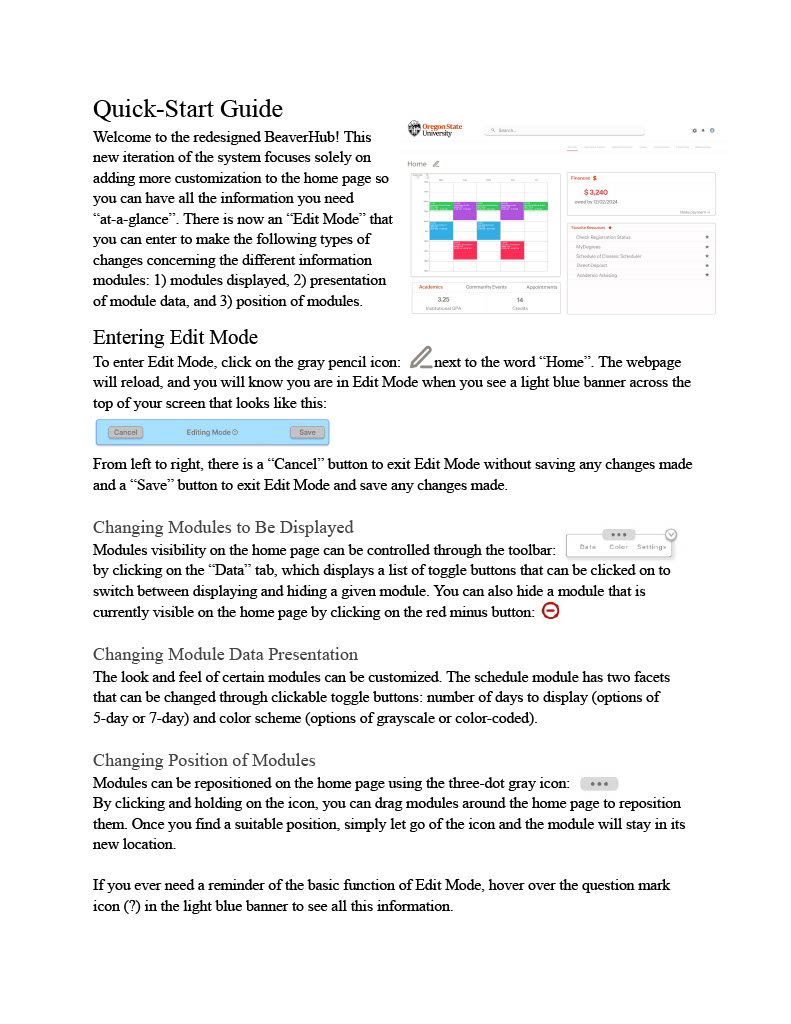 Quick-Start Guide
Welcome to the redesigned BeaverHub! This
new iteration of the system focuses solely on
adding more customization to the home page so
you can have all the information you need
“at-a-glance”. There is now an “Edit Mode” that
you can enter to make the following types of
changes concerning the different information
modules: 1) modules displayed, 2) presentation
of module data, and 3) position of modules.
Oregon State
University
Search...
Home
Finances $
$ 3,240
owed by 12/02/2024
Make payment >
Favorite Resources
Check Registration Status
MyDegrees
Schedule of Classes: Scheduler
Direct Deposit
Academic Advising
Academics Community Events Appointments
3.25 14
Institutional GPA Credits
Entering Edit Mode
To enter Edit Mode, click on the gray pencil icon: next to the word “Home”. The webpage
will reload, and you will know you are in Edit Mode when you see a light blue banner across the
top of your screen that looks like this:
Cancel Editing Mode Save
From left to right, there is a “Cancel” button to exit Edit Mode without saving any changes made
and a “Save” button to exit Edit Mode and save any changes made.
Changing Modules to Be Displayed
Modules visibility on the home page can be controlled through the toolbar:
Data Color Settings
by clicking on the “Data” tab, which displays a list of toggle buttons that can be clicked on to
switch between displaying and hiding a given module. You can also hide a module that is
currently visible on the home page by clicking on the red minus button:
Changing Module Data Presentation
The look and feel of certain modules can be customized. The schedule module has two facets
that can be changed through clickable toggle buttons: number of days to display (options of
5-day or 7-day) and color scheme (options of grayscale or color-coded).
Changing Position of Modules
Modules can be repositioned on the home page using the three-dot gray icon:
By clicking and holding on the icon, you can drag modules around the home page to reposition
them. Once you find a suitable position, simply let go of the icon and the module will stay in its
new location.
If you ever need a reminder of the basic function of Edit Mode, hover over the question mark
icon (?) in the light blue banner to see all this information.